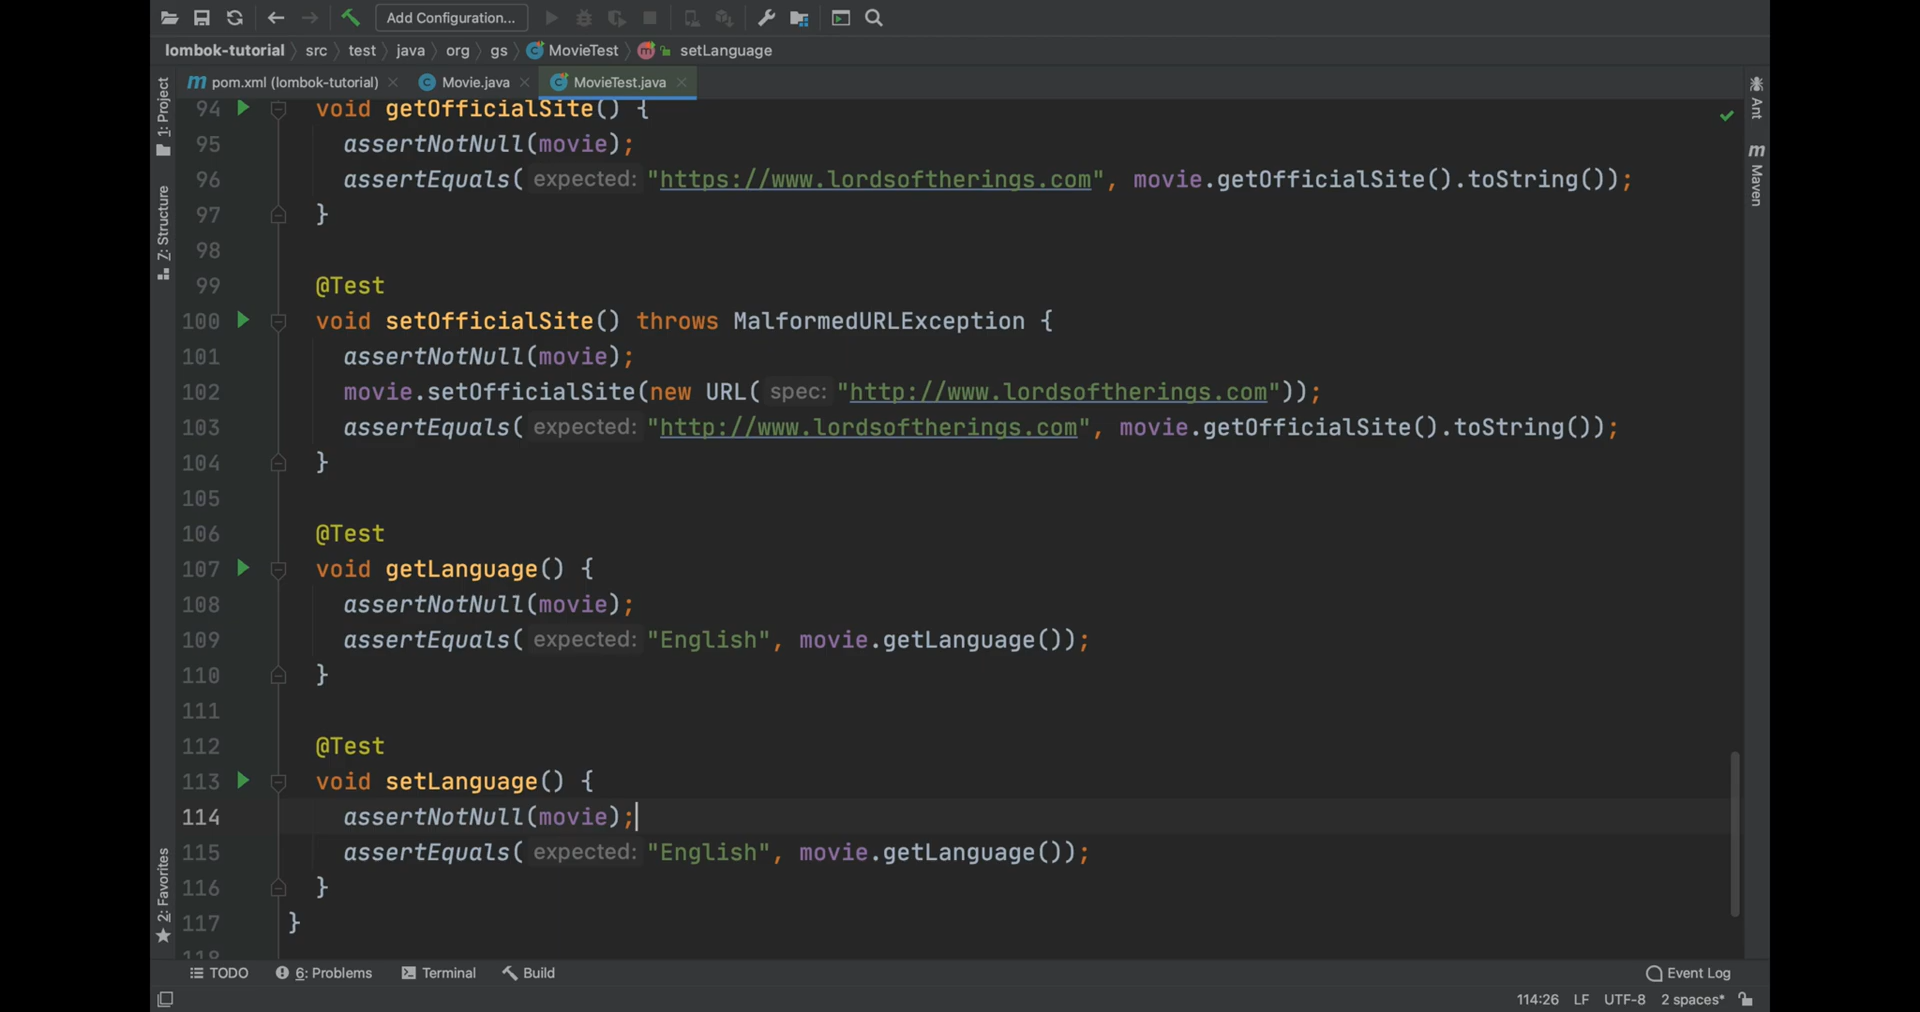 Add Configuration...
lombok-tutorial src test java org gs MovieTest setLanguage
pom.xml (lombok-tutorial) Movie.java MovieTest.java
1: Project
Z: Structure
2: Favorites
Ant
Maven
94 void getOfficialSite() {
95 assertNotNull(movie);
96 assertEquals( expected: "https://www.lordsoftherings.com", movie.getOfficialSite().toString());
97 }
98
99 @Test
100 void setOfficialSite() throws MalformedURLException {
101 assertNotNull(movie);
102 movie.setOfficialSite(new URL( spec: "http://www.lordsoftherings.com"));
103 assertEquals( expected: "http://www.lordsoftherings.com", movie.getOfficialSite().toString());
104 }
105
106 @Test
107 void getLanguage() {
108 assertNotNull(movie);
109 assertEquals( expected: "English", movie.getLanguage());
110 }
111
112 @Test
113 void setLanguage() {
114 assertNotNull(movie);
115 assertEquals( expected: "English", movie.getLanguage());
116 }
117 }
118
TODO 6: Problems Terminal Build Event Log
114:26 LF UTF-8 2 spaces*